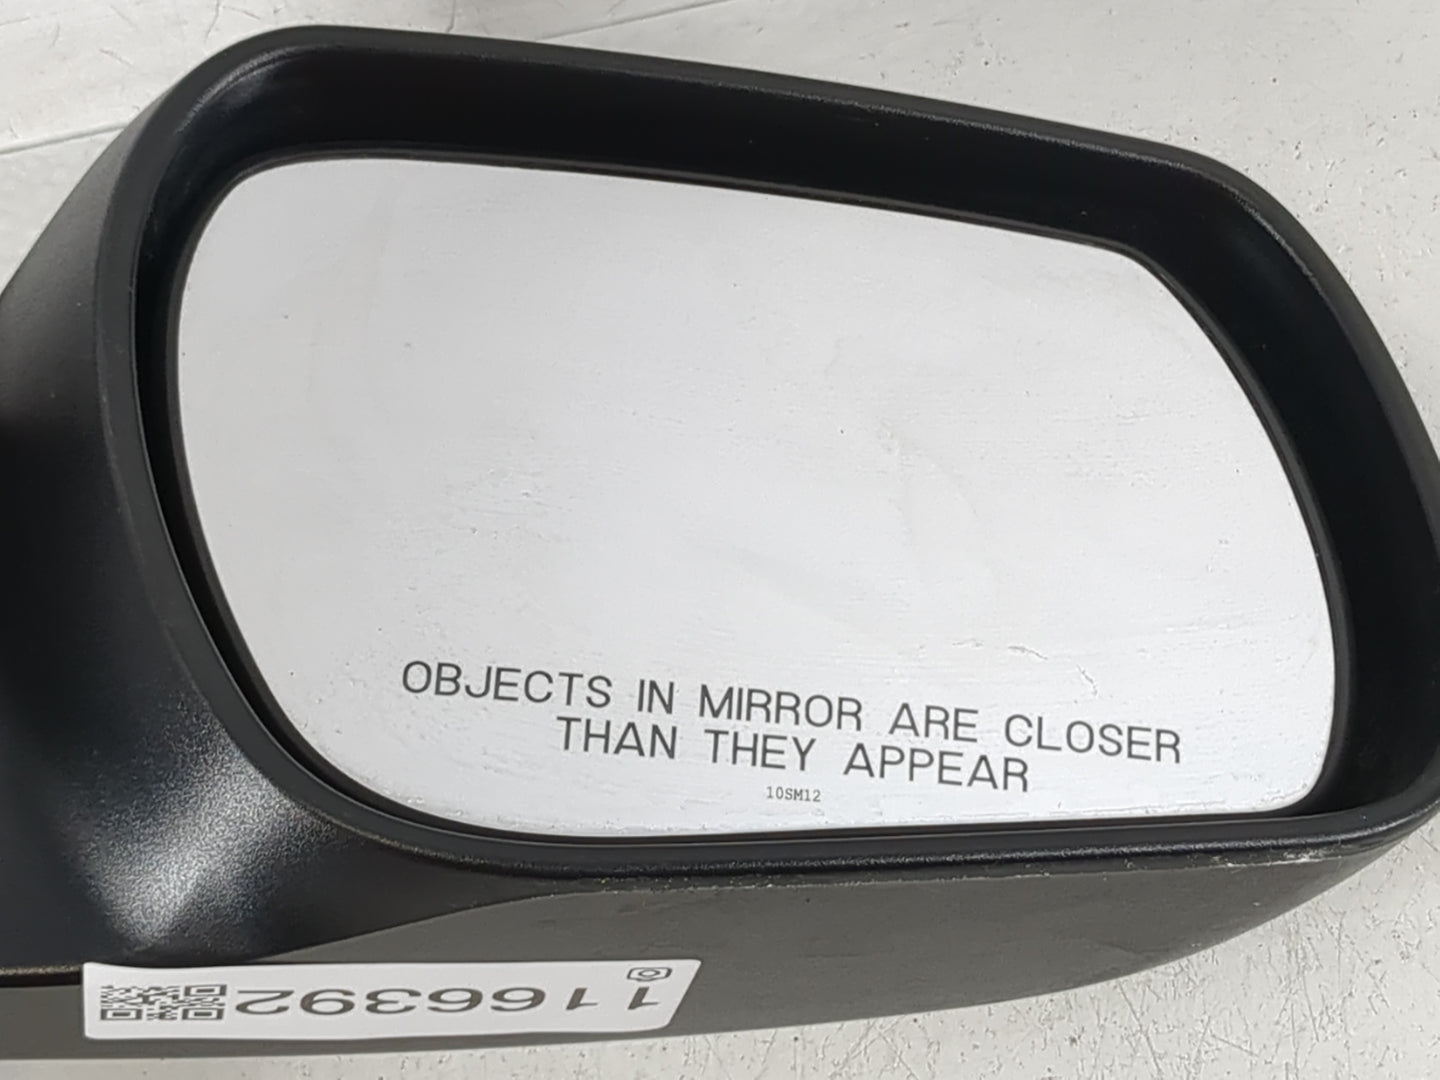 OBJECTS IN MIRROR ARE CLOSER
THAN THEY APPEAR
10SM12
1166392